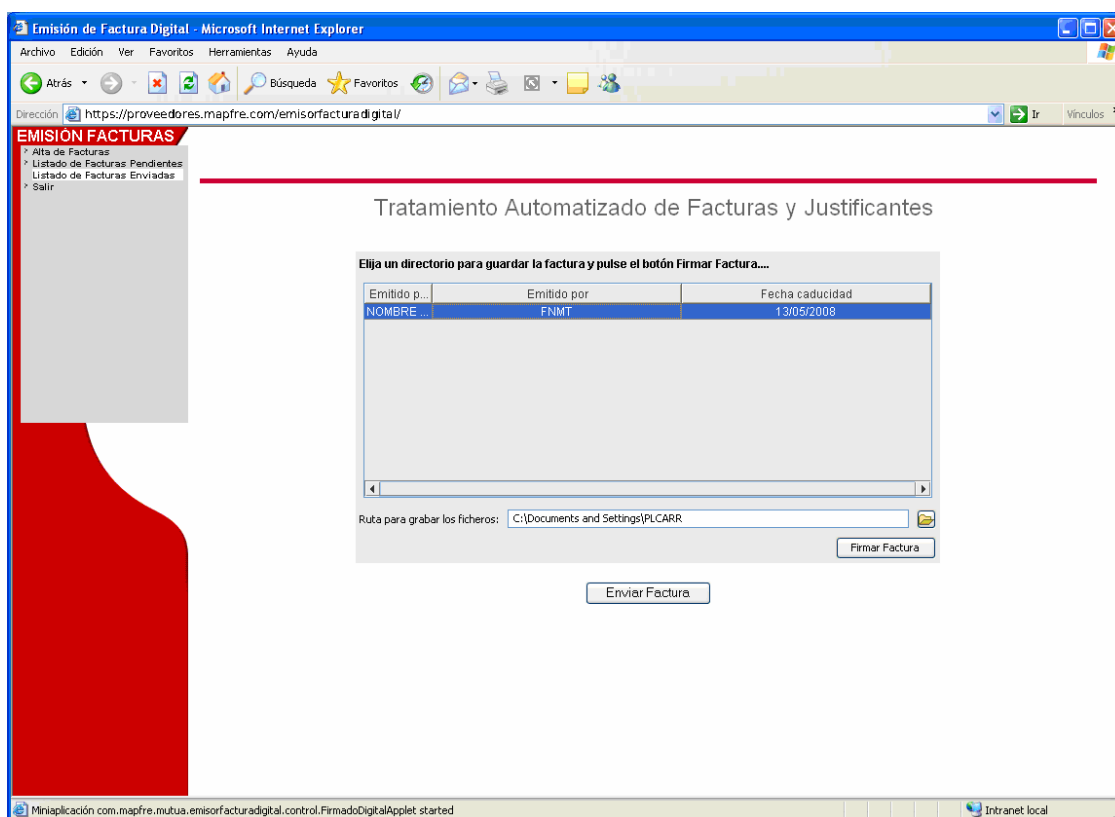 Emisión de Factura Digital - Microsoft Internet Explorer
Archivo Edición Ver Favoritos Herramientas Ayuda
Atrás Búsqueda Favoritos
Dirección https://proveedores.mapfre.com/emisorfacturadigital/ Ir Vínculos
EMISIÓN FACTURAS
Alta de Facturas
Listado de Facturas Pendientes
Listado de Facturas Enviadas
Salir
Tratamiento Automatizado de Facturas y Justificantes
Elija un directorio para guardar la factura y pulse el botón Firmar Factura....
Emitido p... Emitido por Fecha caducidad
NOMBRE ... FNMT 13/05/2008
Ruta para grabar los ficheros: C:\Documents and Settings\PLCARR
Firmar Factura
Enviar Factura
Miniaplicación com.mapfre.mutua.emisorfacturadigital.control.FirmadoDigitalApplet started Intranet local